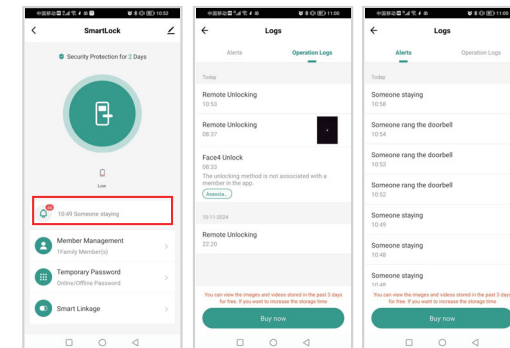 10:52
SmartLock
Security Protection for 2 Days
Low
10:49 Someone staying
Member Management
1Family Member(s)
Temporary Password
Online/Offline Password
Smart Linkage
11:00
Logs
Alerts
Operation Logs
Today
Remote Unlocking
10:53
Remote Unlocking
08:37
Face4 Unlock
08:33
The unlocking method is not associated with a
member in the app.
Associa..
10-11-2024
Remote Unlocking
22:20
You can view the images and videos stored in the past 3 days
for free. If you want to increase the storage time
Buy now
11:00
Logs
Alerts
Operation Logs
Today
Someone staying
10:58
Someone rang the doorbell
10:54
Someone rang the doorbell
10:53
Someone rang the doorbell
10:52
Someone staying
10:49
Someone staying
10:48
Someone staying
You can view the images and videos stored in the past 3 days
for free. If you want to increase the storage time
Buy now